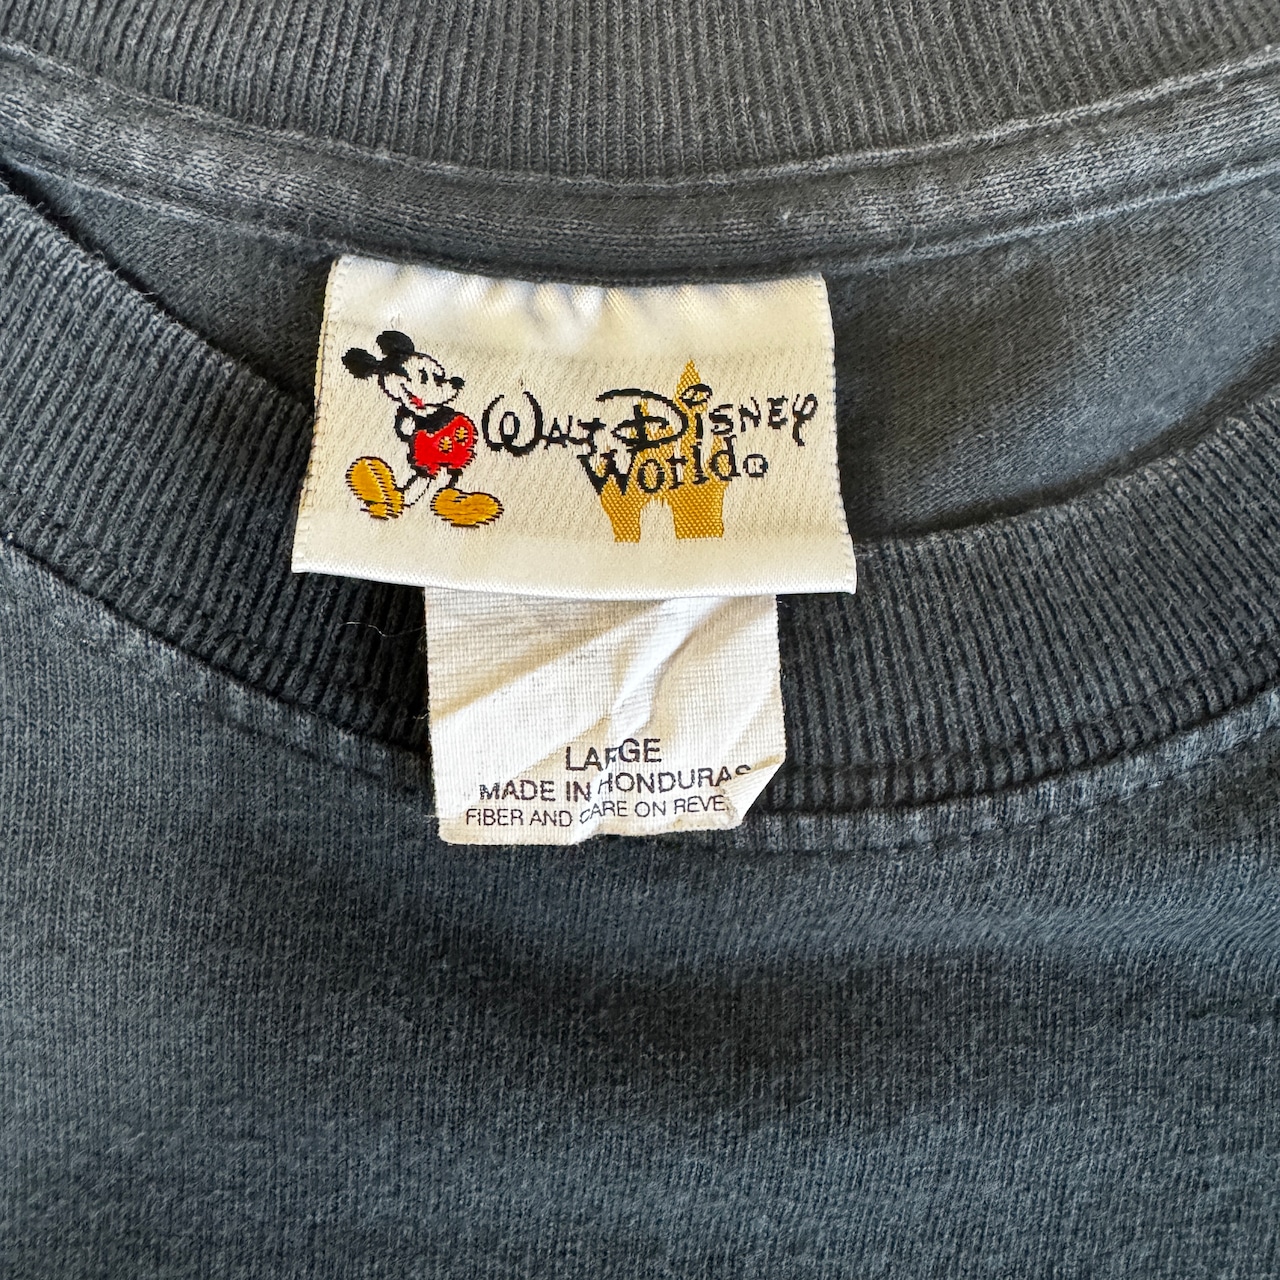 Walt Disney
World®
LARGE
MADE IN HONDURAS
FIBER AND CARE ON REVE